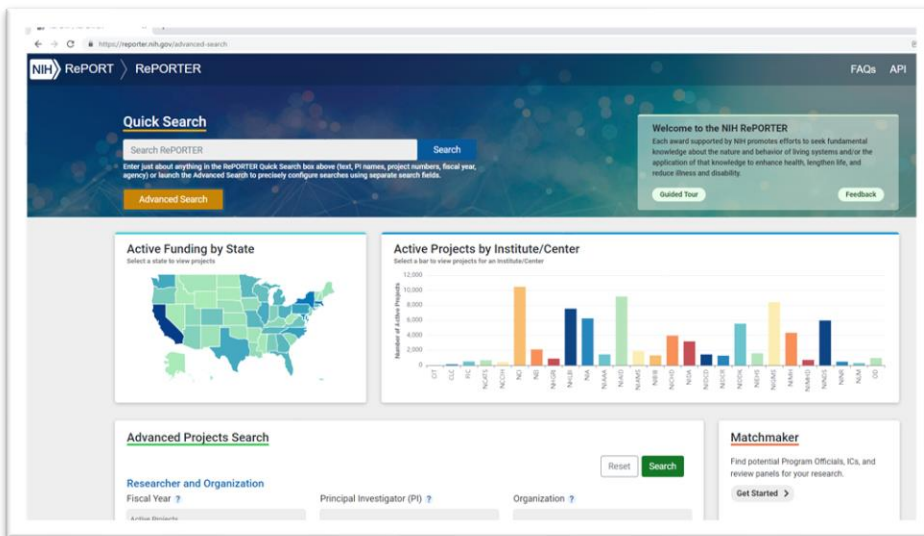 https://reporter.nih.gov/advanced-search
NIH RePORT RePORTER
FAQs API
Quick Search
Search RePORTER
Search
Enter just about anything in the RePORTER Quick Search box above (text, PI names, project numbers, fiscal year,
agency) or launch the Advanced Search to precisely configure searches using separate search fields.
Advanced Search
Welcome to the NIH RePORTER
Each award supported by NIH promotes efforts to seek fundamental
knowledge about the nature and behavior of living systems and/or the
application of that knowledge to enhance health, lengthen life, and
reduce illness and disability.
Guided Tour
Feedback
Active Funding by State
Select a state to view projects
Active Projects by Institute/Center
Select a bar to view projects for an Institute/Center
Number of Active Projects
12,000
10,000
8,000
6,000
4,000
2,000
0
CIT
CLC
FIC
NCATS
NCCIH
NCI
NEI
NHGRI
NHLBI
NIA
NIAAA
NIAID
NIAMS
NIBIB
NICHD
NIDA
NIDCD
NIDCR
NIDDK
NIEHS
NIGMS
NIMH
NIMHD
NINDS
NINR
NLM
OD
Advanced Projects Search
Reset
Search
Researcher and Organization
Fiscal Year ?
Principal Investigator (PI) ?
Organization ?
Active Projects
Matchmaker
Find potential Program Officials, ICs, and
review panels for your research.
Get Started >